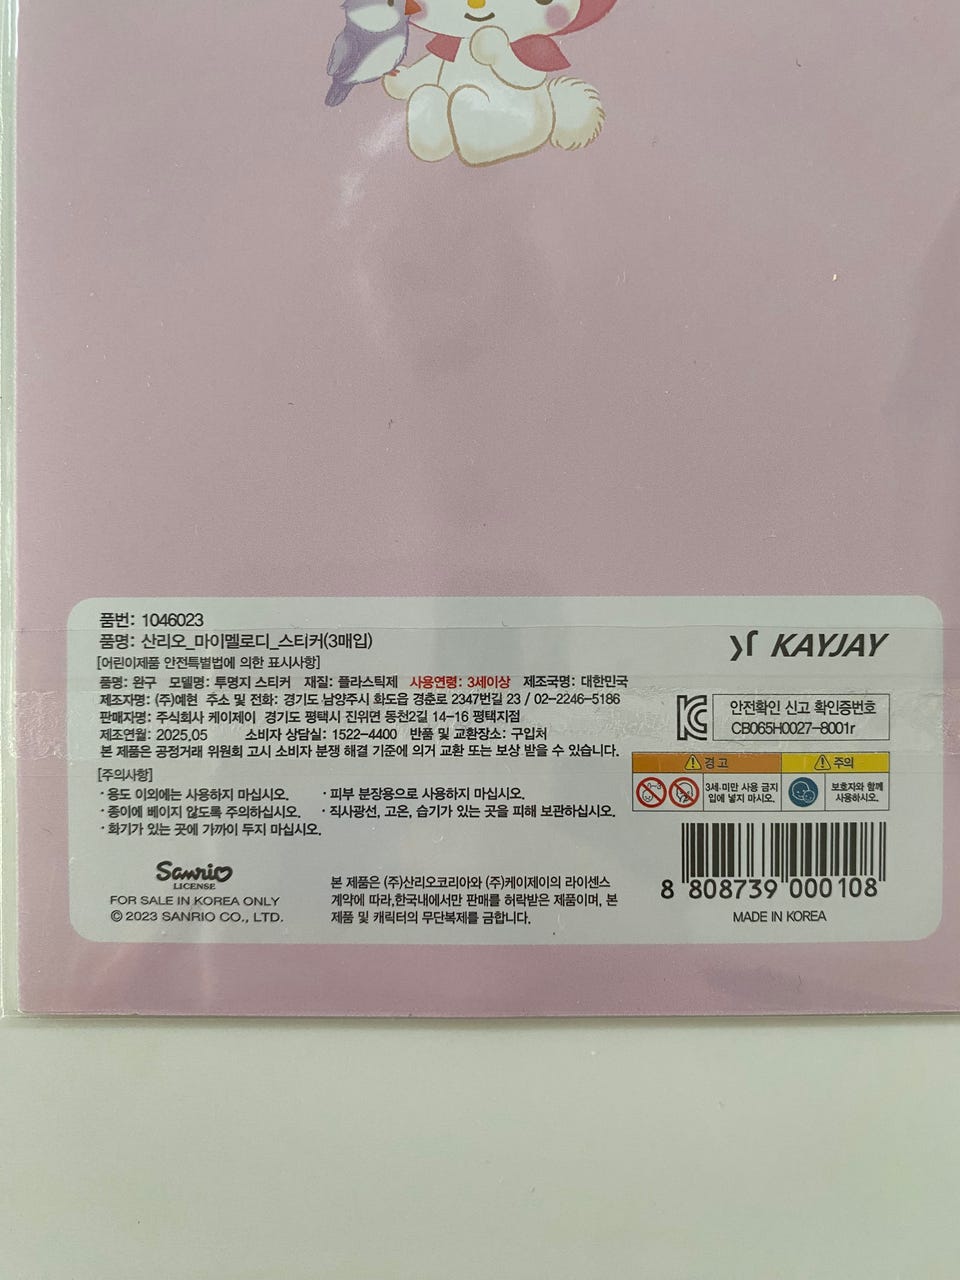 품번: 1046023
품명: 산리오_마이멜로디_스티커(3매입)
[어린이제품 안전특별법에 의한 표시사항]
품명: 완구 모델명: 투명지 스티커 재질: 플라스틱제 사용연령: 3세이상 제조국명: 대한민국
제조자명: (주)예현 주소 및 전화: 경기도 남양주시 화도읍 경춘로 2347번길 23 / 02-2246-5186
판매자명: 주식회사 케이제이 경기도 평택시 진위면 동천2길 14-16 평택지점
제조연월: 2025.05 소비자 상담실: 1522-4400 반품 및 교환장소: 구입처
본 제품은 공정거래 위원회 고시 소비자 분쟁 해결 기준에 의거 교환 또는 보상 받을 수 있습니다.
[주의사항]
· 용도 이외에는 사용하지 마십시오.
· 종이에 베이지 않도록 주의하십시오.
· 화기가 있는 곳에 가까이 두지 마십시오.
· 피부 분장용으로 사용하지 마십시오.
· 직사광선, 고온, 습기가 있는 곳을 피해 보관하십시오.
KAYJAY
안전확인 신고 확인증번호
CB065H0027-8001r
경고
주의
0-3
3세 미만 사용 금지
입에 넣지 마시오.
보호자와 함께
사용하시오.
8 808739 000108
MADE IN KOREA
Sanrio
LICENSE
FOR SALE IN KOREA ONLY
© 2023 SANRIO CO., LTD.
본 제품은 (주)산리오코리아와 (주)케이제이의 라이센스
계약에 따라,한국내에서만 판매를 허락받은 제품이며, 본
제품 및 캐릭터의 무단복제를 금합니다.